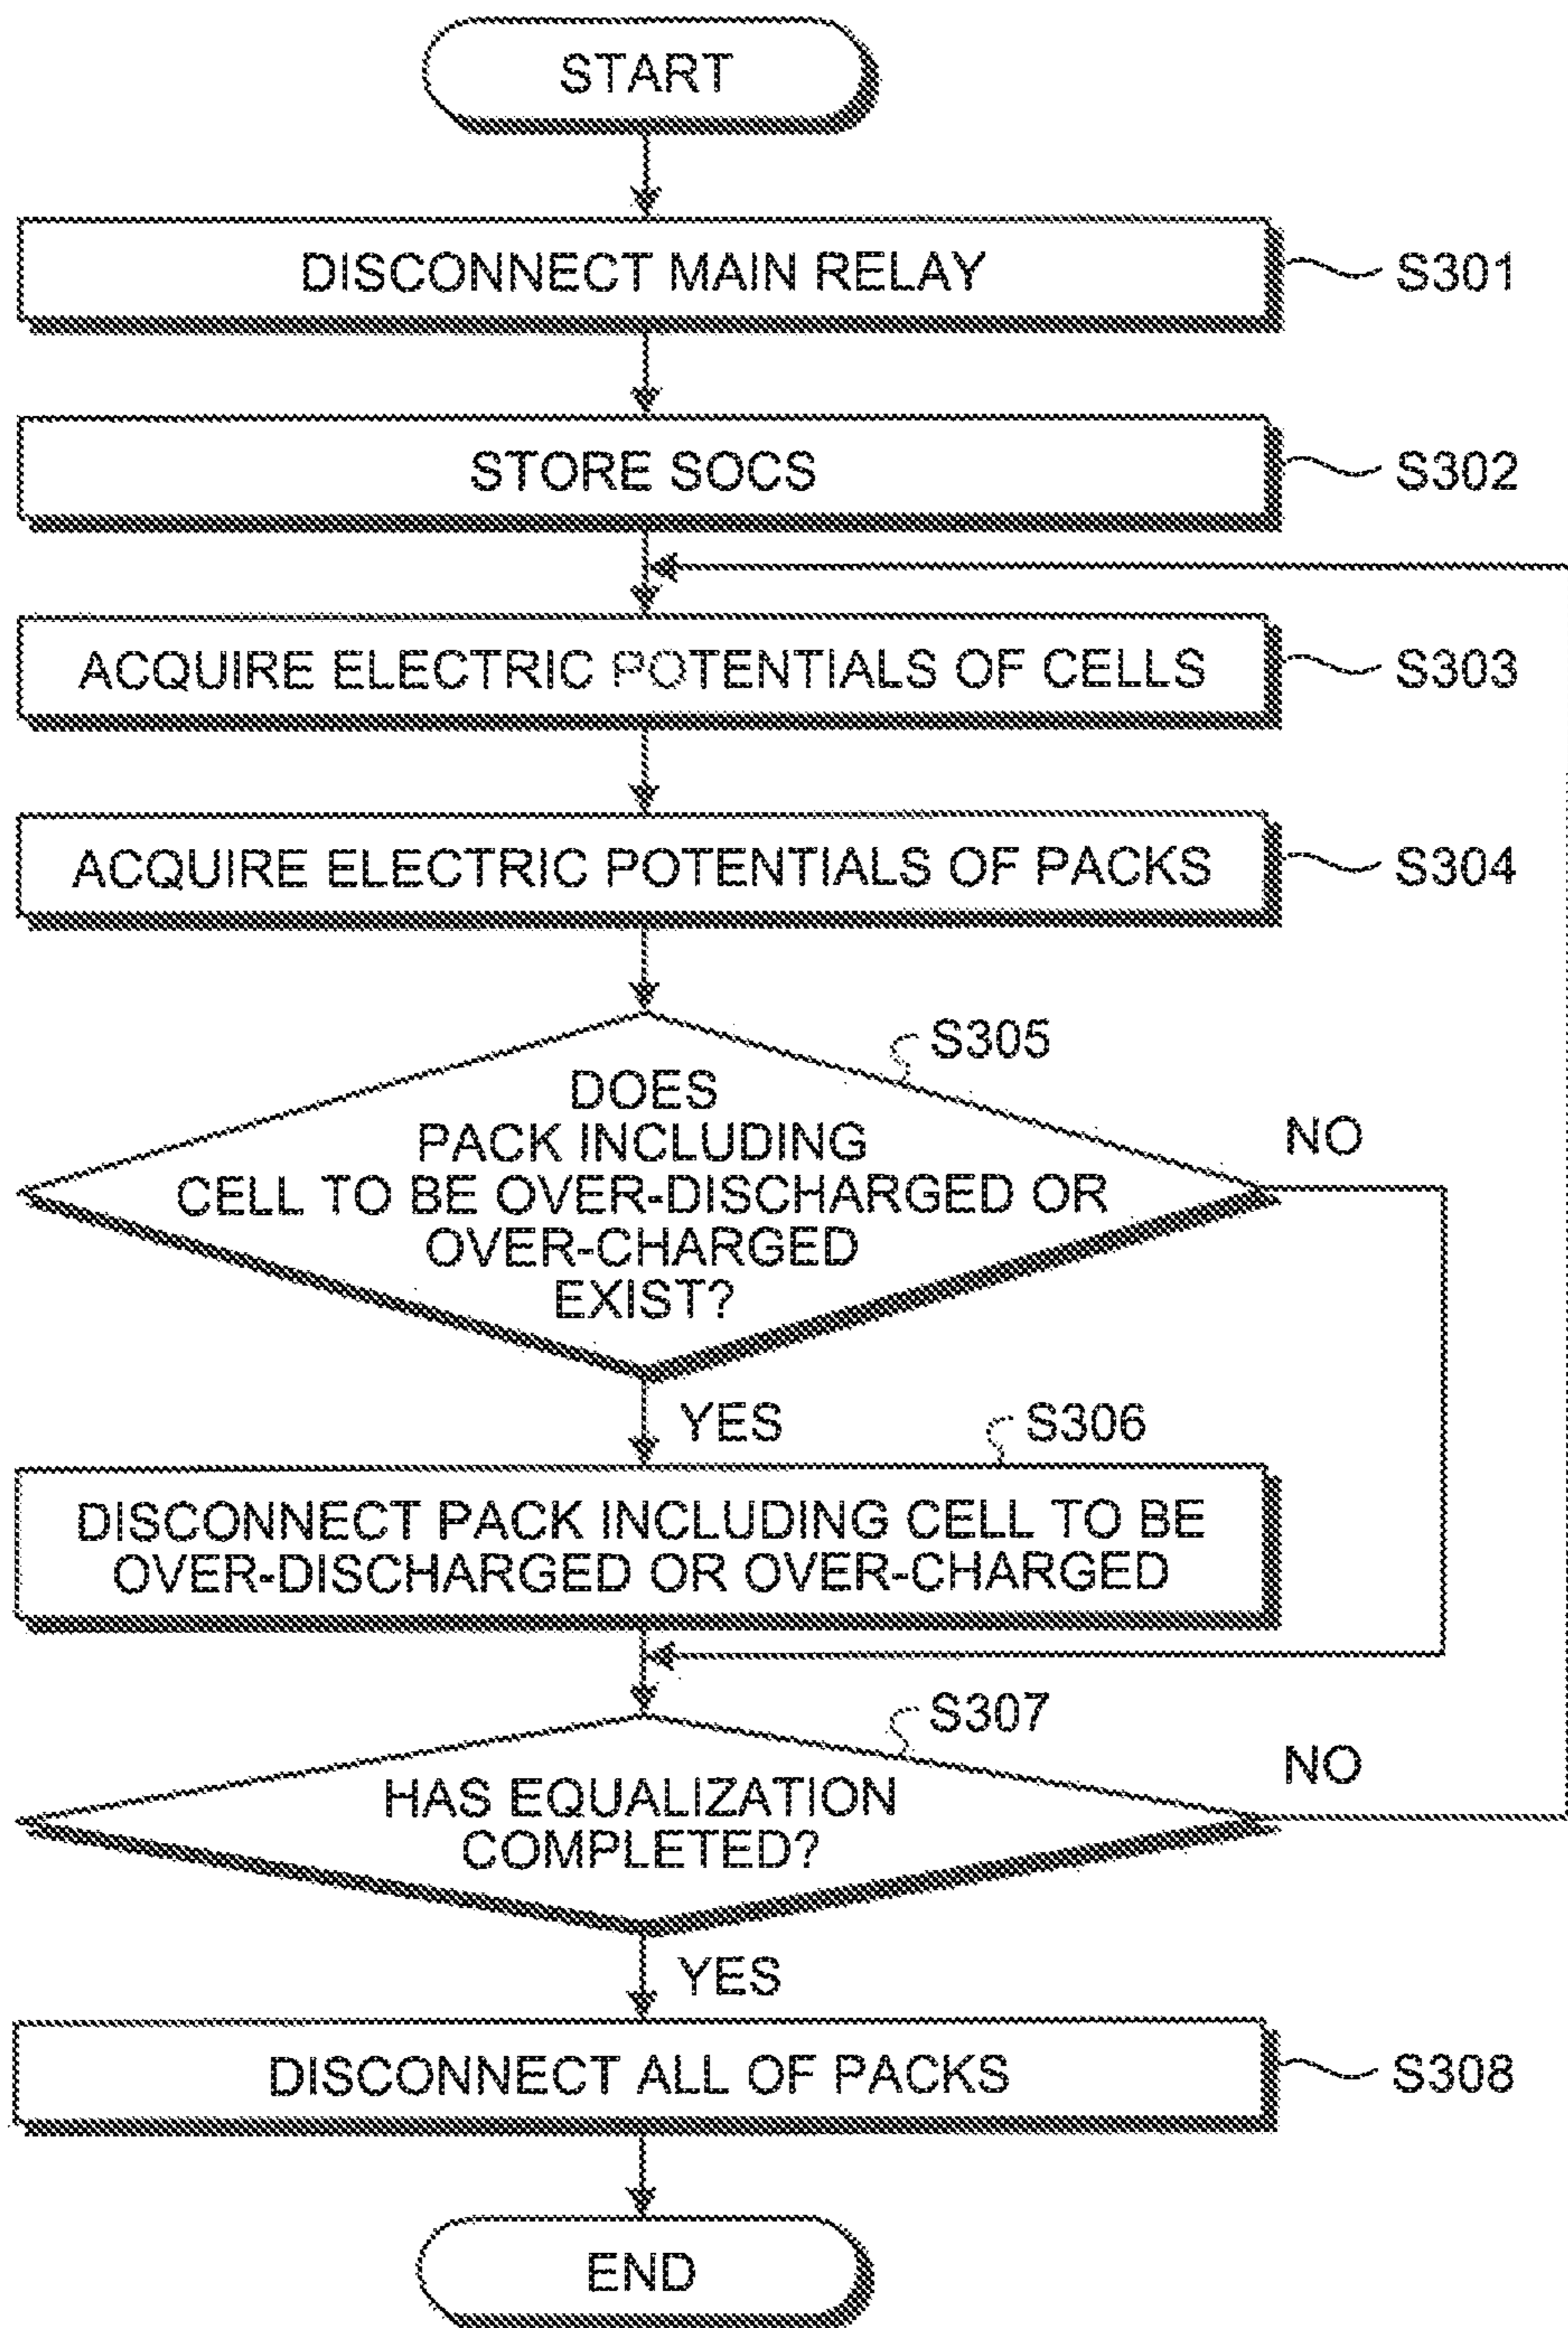 START
DISCONNECT MAIN RELAY
S301
STORE SOCS
S302
ACQUIRE ELECTRIC POTENTIALS OF CELLS
S303
ACQUIRE ELECTRIC POTENTIALS OF PACKS
S304
S305
DOES
PACK INCLUDING
CELL TO BE OVER-DISCHARGED OR
OVER-CHARGED
EXIST?
NO
YES
S306
DISCONNECT PACK INCLUDING CELL TO BE
OVER-DISCHARGED OR OVER-CHARGED
S307
HAS EQUALIZATION
COMPLETED?
NO
YES
DISCONNECT ALL OF PACKS
S308
END